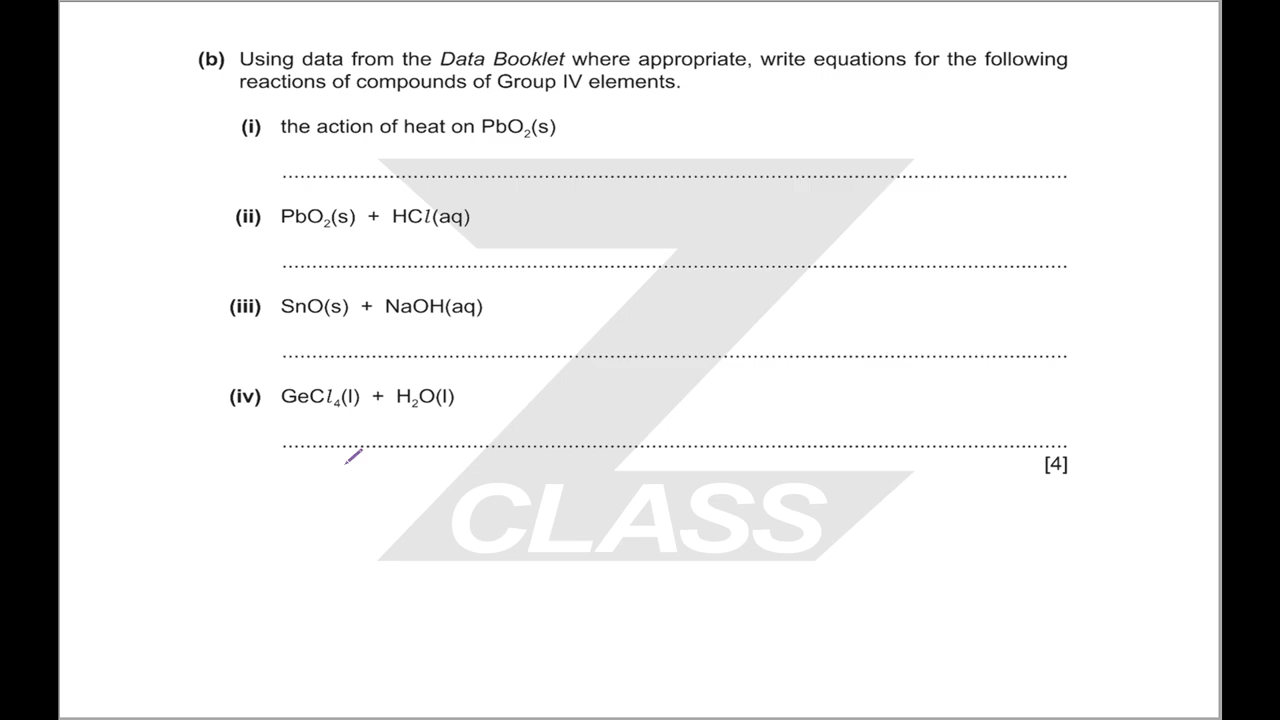 (b) Using data from the Data Booklet where appropriate, write equations for the following
reactions of compounds of Group IV elements.
(i) the action of heat on PbO₂(s)
(ii) PbO₂(s) + HCl(aq)
(iii) SnO(s) + NaOH(aq)
(iv) GeCl₄(l) + H₂O(l)
[4]
CLASS